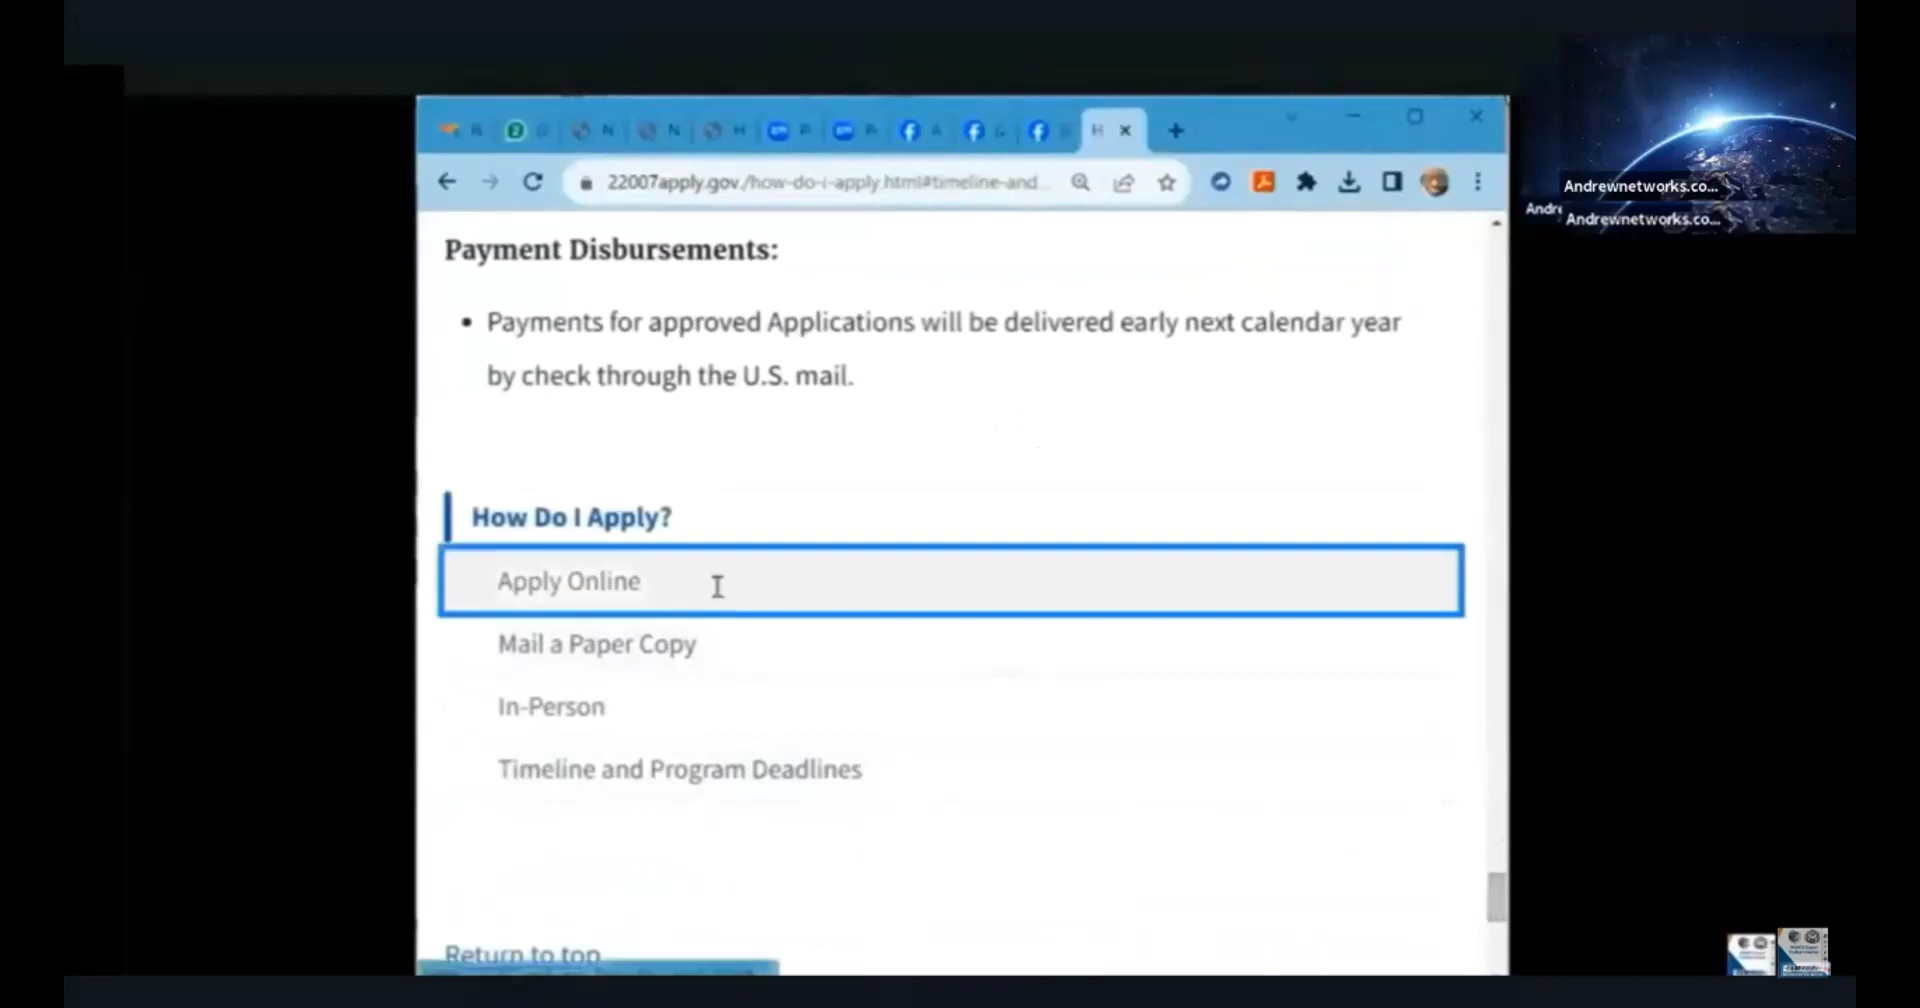 22007apply.gov./how-do-i-apply.html#timeline-and...
Andrewnetworks.co...
Andre
Andrewnetworks.co...
Payment Disbursements:
• Payments for approved Applications will be delivered early next calendar year
by check through the U.S. mail.
How Do I Apply?
Apply Online
Mail a Paper Copy
In-Person
Timeline and Program Deadlines
Return to top